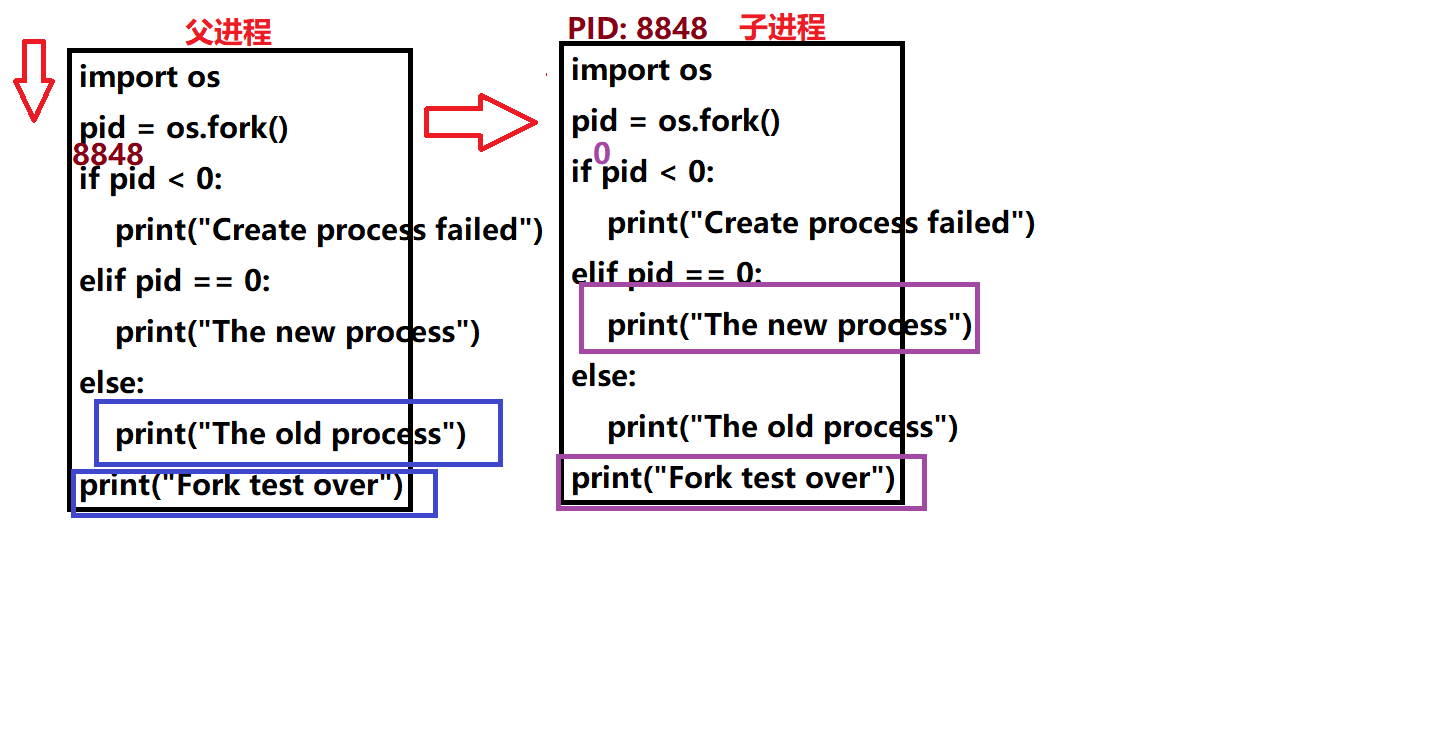 父进程
import os
pid = os.fork()
8848
if pid < 0:
print("Create process failed")
elif pid == 0:
print("The new process")
else:
print("The old process")
print("Fork test over")
PID: 8848 子进程
import os
pid = os.fork()
0
if pid < 0:
print("Create process failed")
elif pid == 0:
print("The new process")
else:
print("The old process")
print("Fork test over")